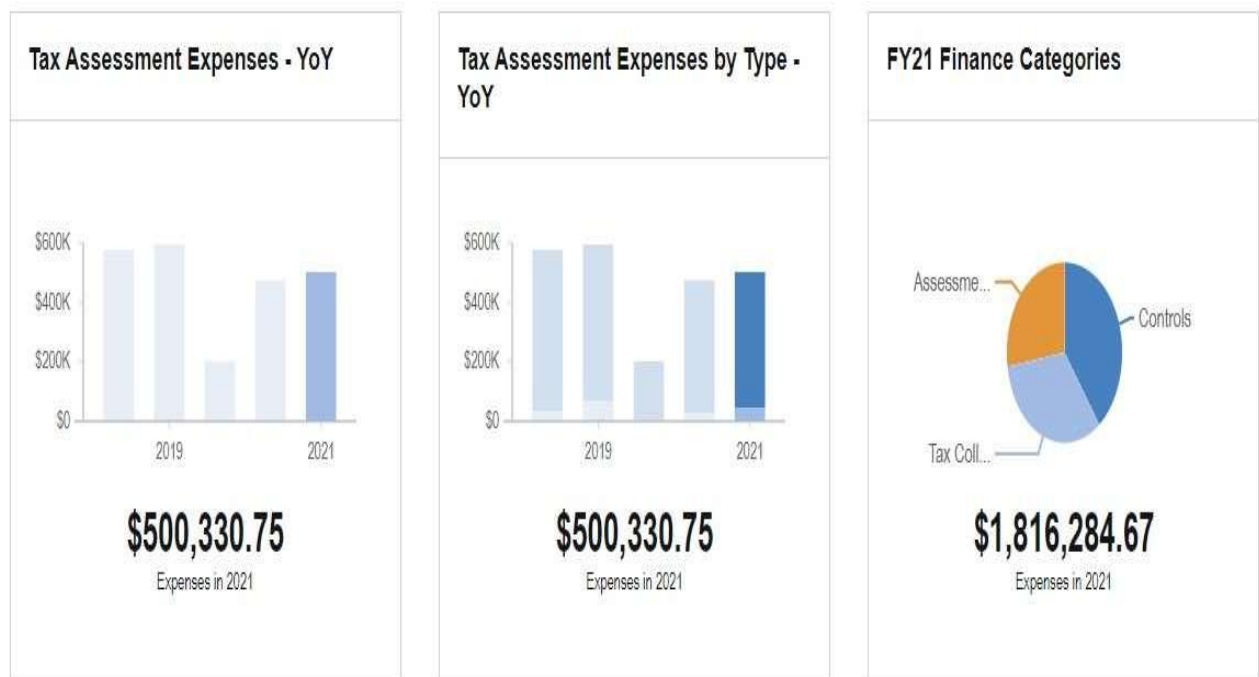 Tax Assessment Expenses - YoY
$600K
$400K
$200K
$0
2019
2021
$500,330.75
Expenses in 2021
Tax Assessment Expenses by Type -
YoY
$600K
$400K
$200K
$0
2019
2021
$500,330.75
Expenses in 2021
FY21 Finance Categories
Assessme...
Controls
Tax Coll...
$1,816,284.67
Expenses in 2021